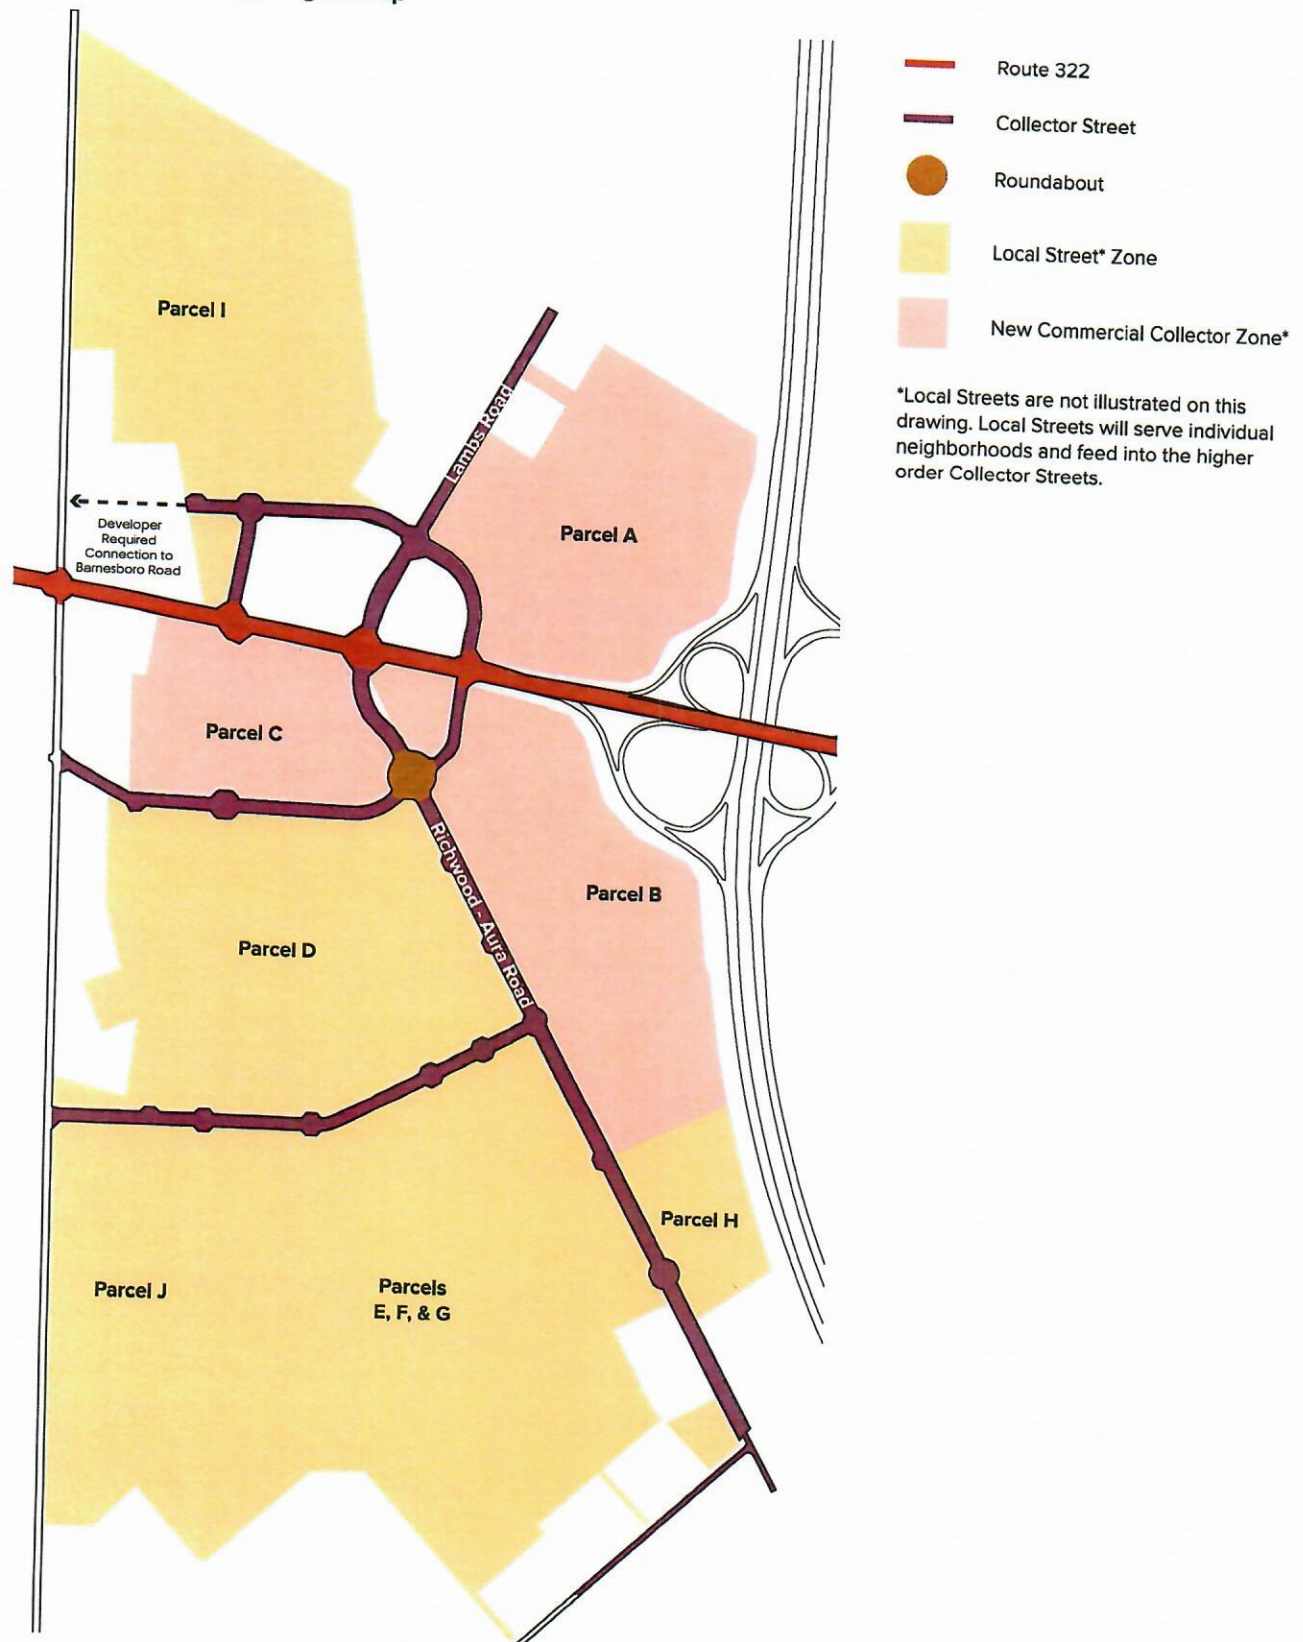 Route 322
Collector Street
Roundabout
Local Street* Zone
New Commercial Collector Zone*
*Local Streets are not illustrated on this
drawing. Local Streets will serve individual
neighborhoods and feed into the higher
order Collector Streets.
Parcel I
Lambs Road
Parcel A
Developer
Required
Connection to
Barnesboro Road
Parcel C
Richwood - Aura Road
Parcel B
Parcel D
Parcel H
Parcel J
Parcels
E, F, & G